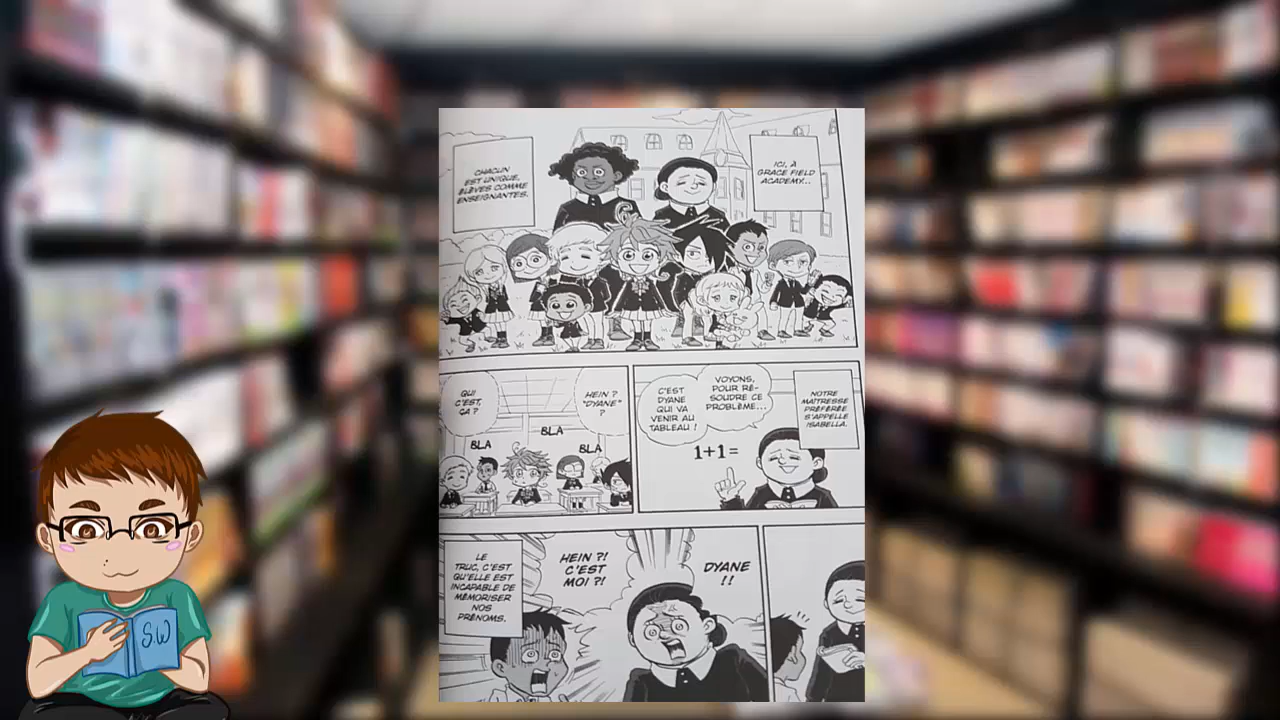 ICI, À
GRACE FIELD
ACADEMY...
CHACUN
EST UNIQUE,
ÉLÈVES COMME
ENSEIGNANTES.
NOTRE
MAÎTRESSE
PRÉFÉRÉE
S'APPELLE
ISABELLA.
VOYONS,
POUR RÉ-
SOUDRE CE
PROBLÈME...
C'EST
DYANE
QUI VA
VENIR AU
TABLEAU !
1+1=
HEIN ?
"DYANE"
?
QUI
C'EST,
ÇA ?
BLA
BLA
BLA
DYANE
!!
HEIN ?!
C'EST
MOI ?!
LE
TRUC, C'EST
QU'ELLE EST
INCAPABLE DE
MÉMORISER
NOS
PRÉNOMS.
S.W